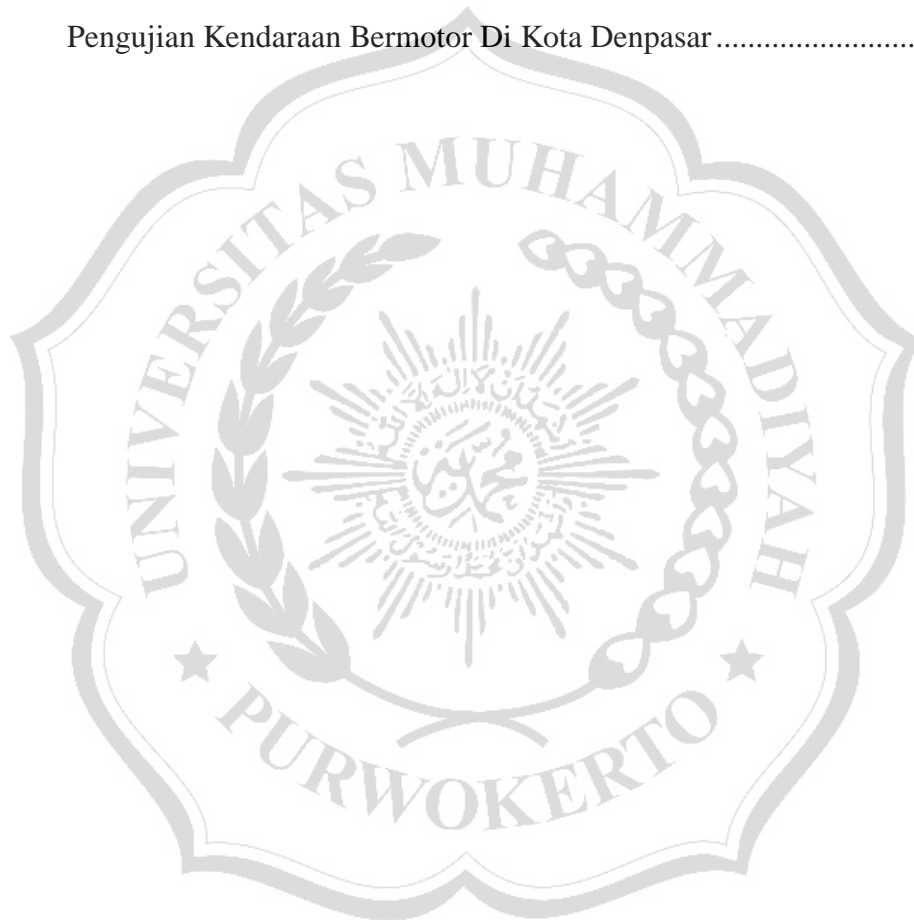 Pengujian Kendaraan Bermotor Di Kota Denpasar........................
UNIVERSITAS MUHAMMADIYAH
PURWOKERTO